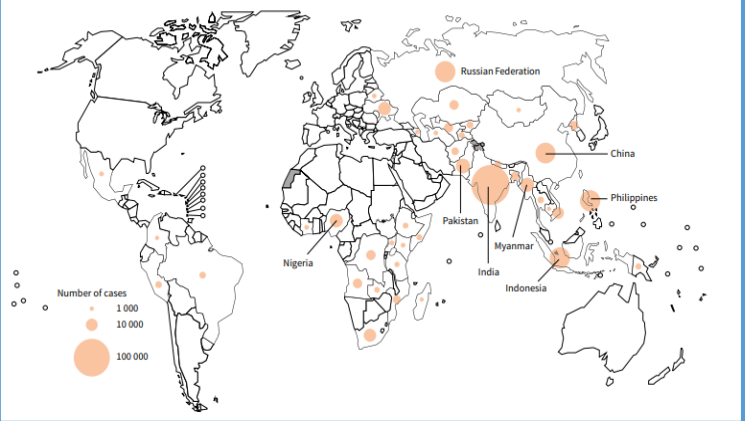 Russian Federation
China
Philippines
Pakistan
Myanmar
Nigeria
India
Indonesia
Number of cases
1 000
10 000
100 000